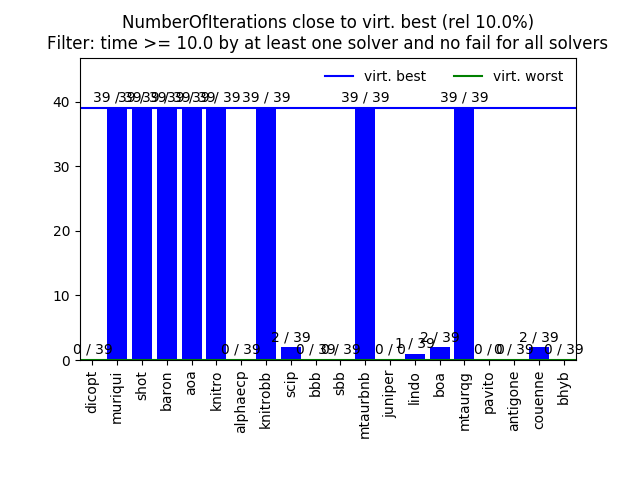 NumberOfIterations close to virt. best (rel 10.0%)
Filter: time >= 10.0 by at least one solver and no fail for all solvers
virt. best
virt. worst
40
30
20
10
0
0 / 39
39 / 39
39 / 39
39 / 39
39 / 39
39 / 39
0 / 39
39 / 39
2 / 39
0 / 39
0 / 39
39 / 39
0 / 0
1 / 39
2 / 39
39 / 39
0 / 0
0 / 39
2 / 39
0 / 39
dicopt
muriqui
shot
baron
aoa
knitro
alphaecp
knitrobb
scip
bbb
sbb
mtaurbnb
juniper
lindo
boa
mtaurqg
pavito
antigone
couenne
bhyb